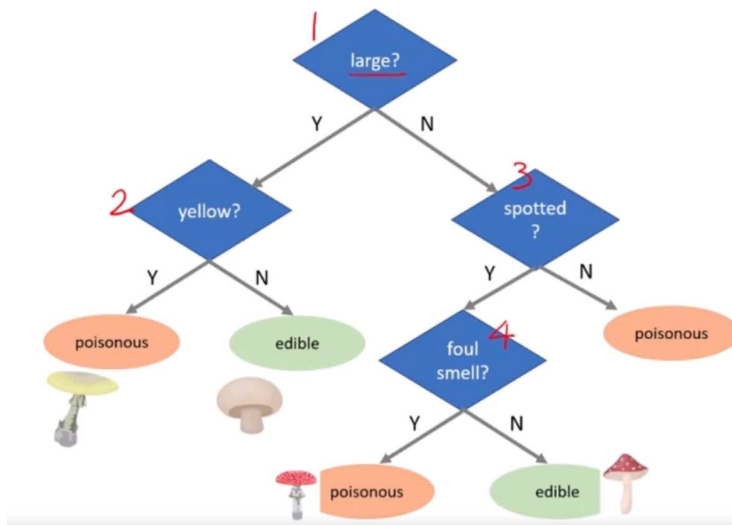 1
large?
Y
N
2
yellow?
3
spotted
?
Y
N
Y
N
poisonous
edible
4
foul
smell?
poisonous
Y
N
poisonous
edible